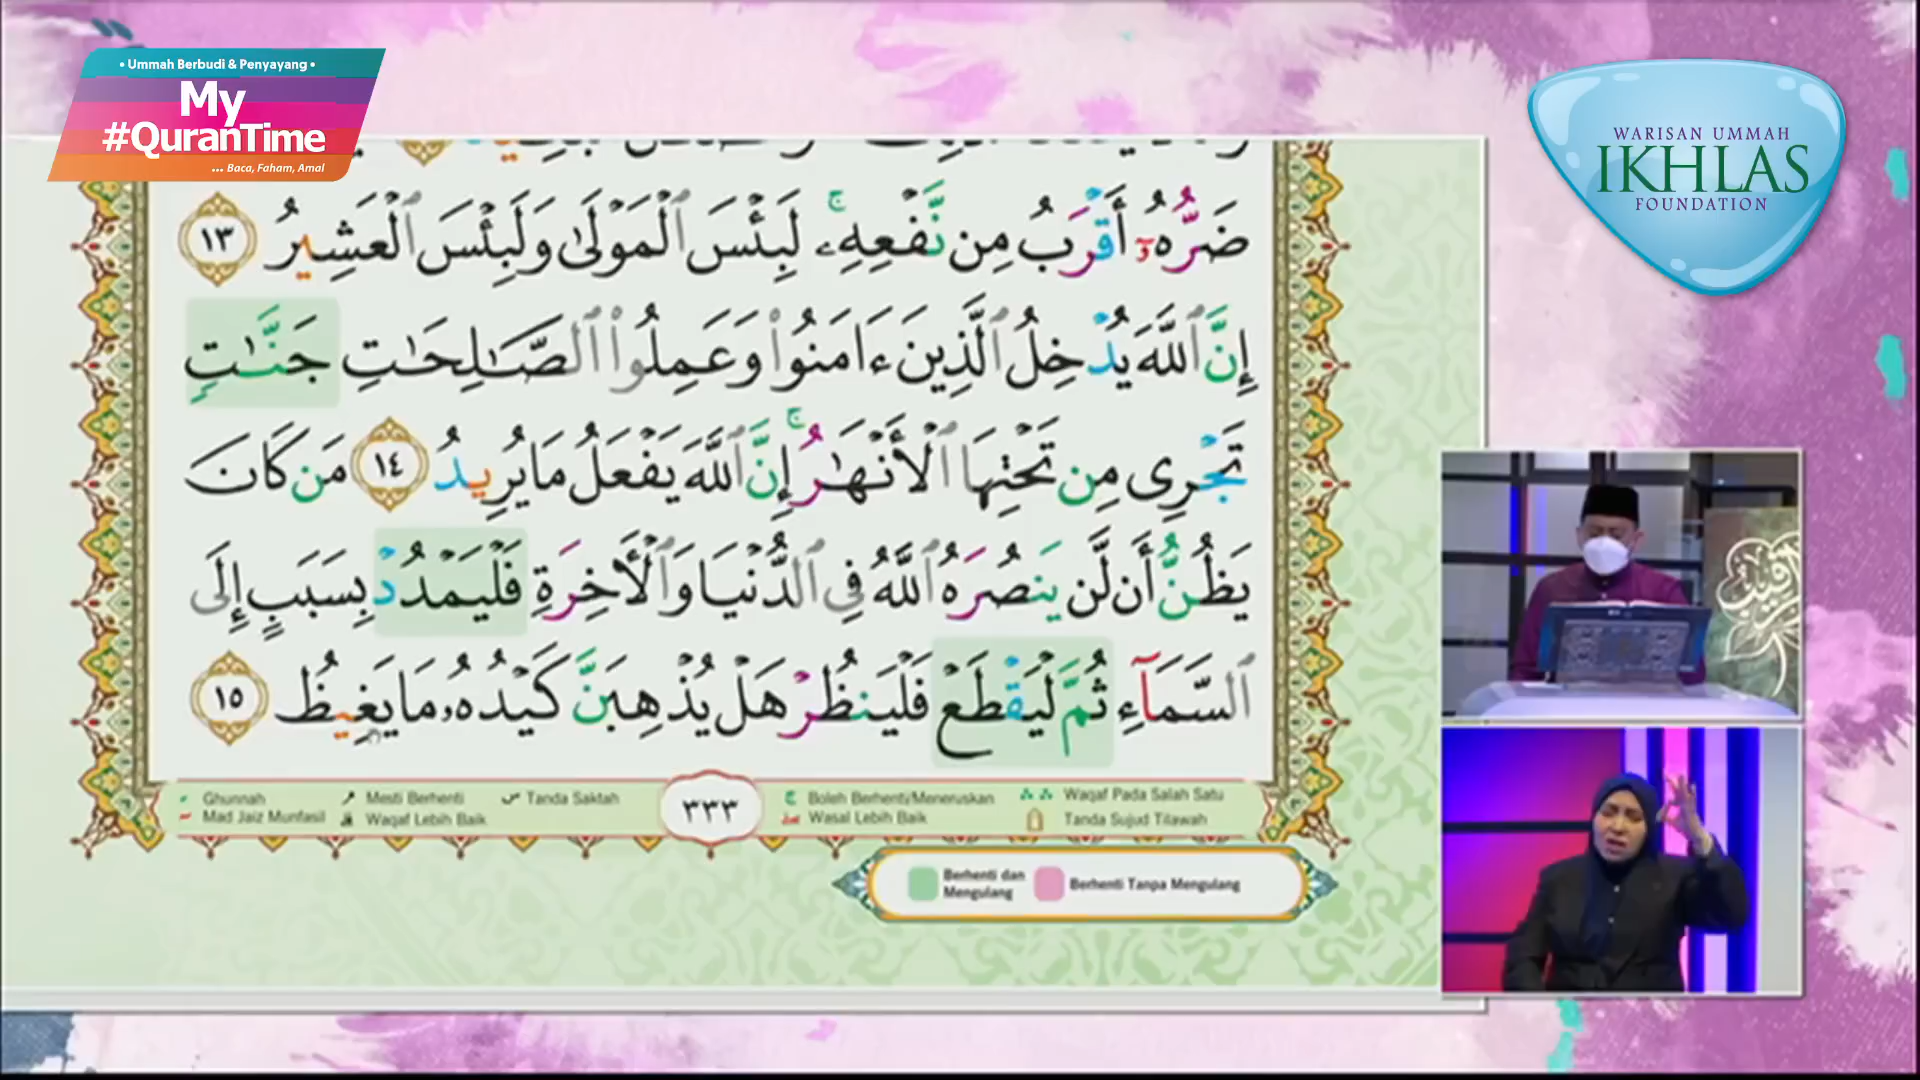 • Ummah Berbudi & Penyayang •
My
#QuranTime
... Baca, Faham, Amal
WARISAN UMMAH
IKHLAS
FOUNDATION
ضَرُّهُۥٓ أَقْرَبُ مِن نَّفْعِهِۦ ۚ لَبِئْسَ ٱلْمَوْلَىٰ وَلَبِئْسَ ٱلْعَشِيرُ ١٣
إِنَّ ٱللَّهَ يُدْخِلُ ٱلَّذِينَ ءَامَنُوا۟ وَعَمِلُوا۟ ٱلصَّـٰلِحَـٰتِ جَنَّـٰتٍ
تَجْرِى مِن تَحْتِهَا ٱلْأَنْهَـٰرُ ۚ إِنَّ ٱللَّهَ يَفْعَلُ مَا يُرِيدُ ١٤ مَن كَانَ
يَظُنُّ أَن لَّن يَنصُرَهُ ٱللَّهُ فِى ٱلدُّنْيَا وَٱلْـَٔاخِرَةِ فَلْيَمْدُدْ بِسَبَبٍ إِلَى
ٱلسَّمَآءِ ثُمَّ لْيَقْطَعْ فَلْيَنظُرْ هَلْ يُذْهِبَنَّ كَيْدُهُۥ مَا يَغِيظُ ١٥
Ghunnah Mesti Berhenti Tanda Saktah ٣٣٣ Boleh Berhenti/Meneruskan Waqaf Pada Salah Satu
Mad Jaiz Munfasil Waqaf Lebih Baik Wasal Lebih Baik Tanda Sujud Tilawah
Berhenti dan Mengulang Berhenti Tanpa Mengulang